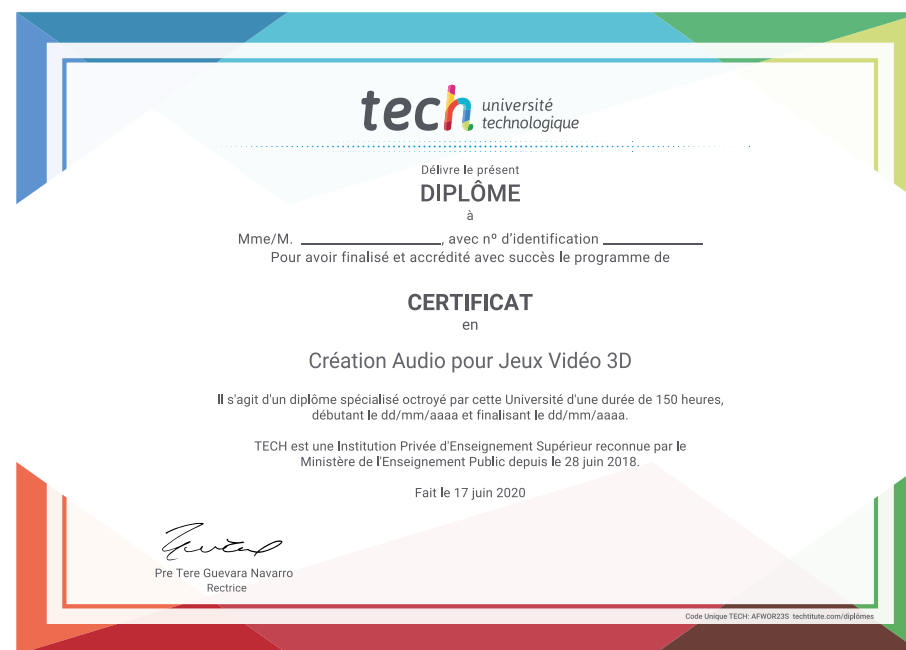 tech université
technologique
Délivre le présent
DIPLÔME
à
Mme/M. ____________, avec nº d'identification ____________
Pour avoir finalisé et accrédité avec succès le programme de
CERTIFICAT
en
Création Audio pour Jeux Vidéo 3D
Il s'agit d'un diplôme spécialisé octroyé par cette Université d'une durée de 150 heures,
débutant le dd/mm/aaaa et finalisant le dd/mm/aaaa.
TECH est une Institution Privée d'Enseignement Supérieur reconnue par le
Ministère de l'Enseignement Public depuis le 28 juin 2018.
Fait le 17 juin 2020
Pre Tere Guevara Navarro
Rectrice
Code Unique TECH: AFWOR23S techtitute.com/diplômes